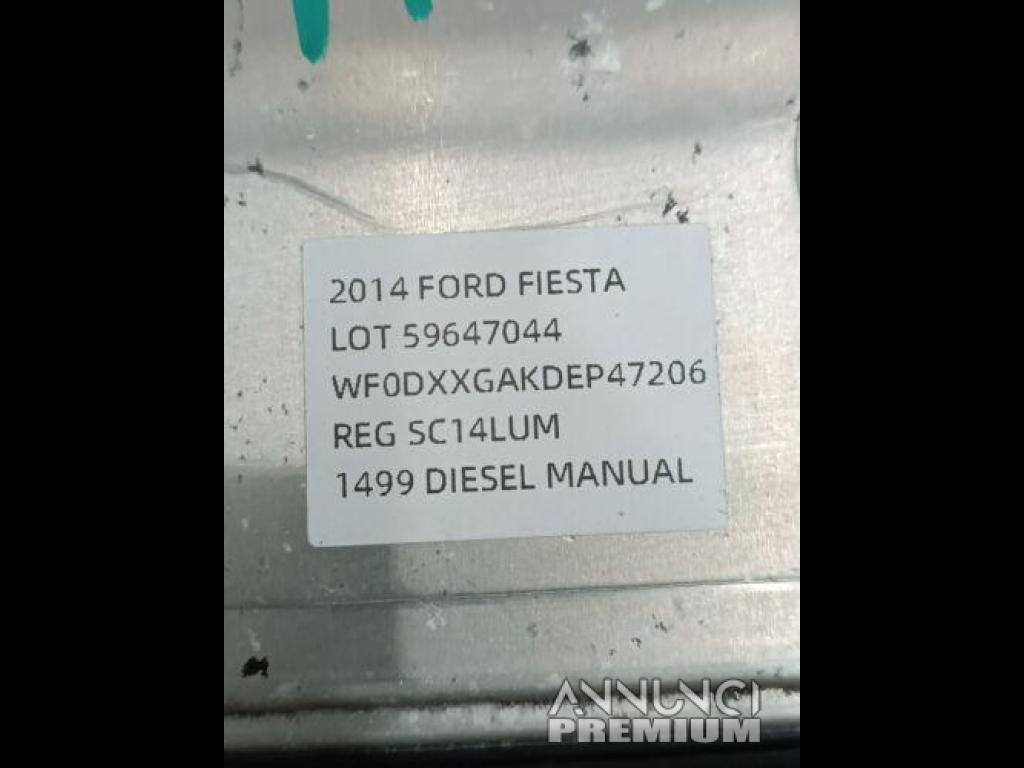 2014 FORD FIESTA
LOT 59647044
WF0DXXGAKDEP47206
REG SC14LUM
1499 DIESEL MANUAL
ANNUNCI
PREMIUM